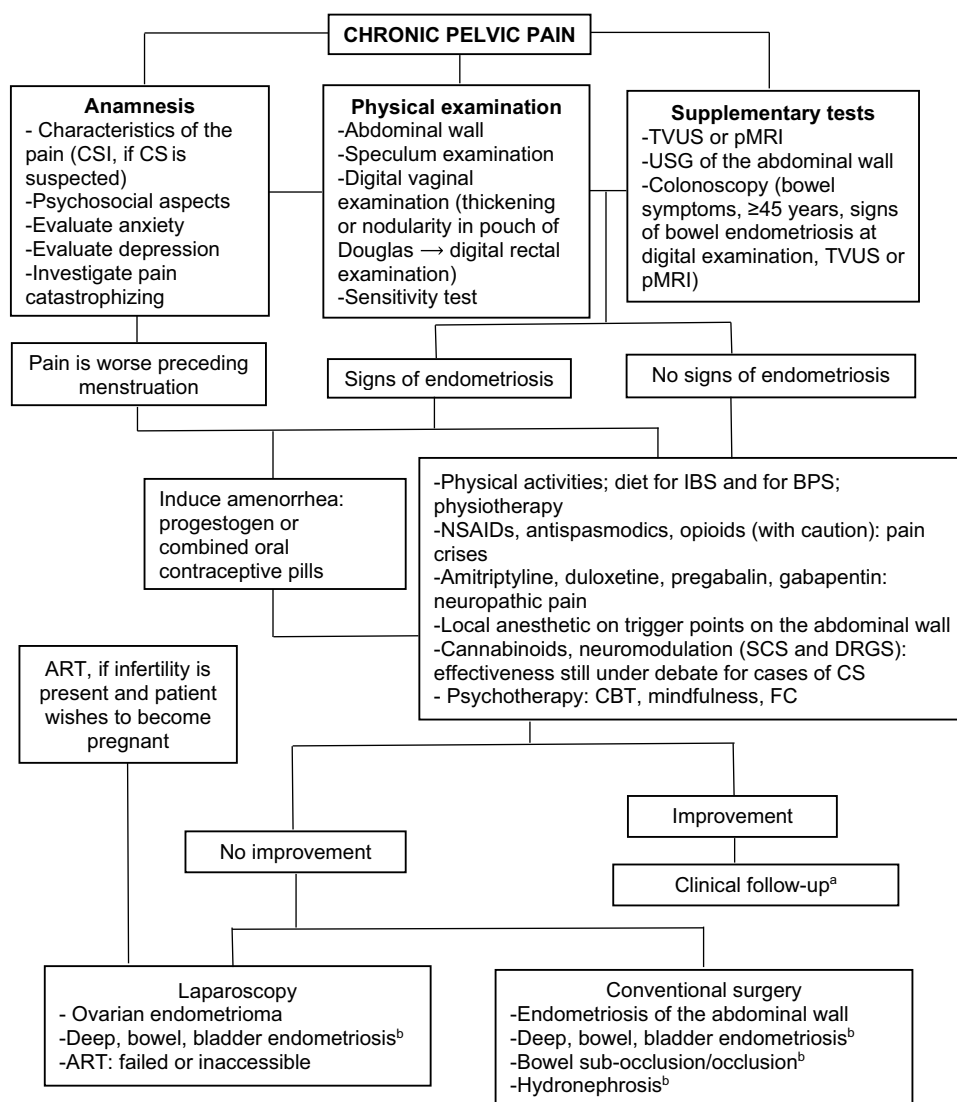 CHRONIC PELVIC PAIN
Anamnesis
- Characteristics of the
pain (CSI, if CS is
suspected)
-Psychosocial aspects
-Evaluate anxiety
-Evaluate depression
-Investigate pain
catastrophizing
Physical examination
-Abdominal wall
-Speculum examination
-Digital vaginal
examination (thickening
or nodularity in pouch of
Douglas → digital rectal
examination)
-Sensitivity test
Supplementary tests
-TVUS or pMRI
-USG of the abdominal wall
-Colonoscopy (bowel
symptoms, ≥45 years, signs
of bowel endometriosis at
digital examination, TVUS or
pMRI)
Pain is worse preceding
menstruation
Signs of endometriosis
No signs of endometriosis
Induce amenorrhea:
progestogen or
combined oral
contraceptive pills
-Physical activities; diet for IBS and for BPS;
physiotherapy
-NSAIDs, antispasmodics, opioids (with caution): pain
crises
-Amitriptyline, duloxetine, pregabalin, gabapentin:
neuropathic pain
-Local anesthetic on trigger points on the abdominal wall
-Cannabinoids, neuromodulation (SCS and DRGS):
effectiveness still under debate for cases of CS
- Psychotherapy: CBT, mindfulness, FC
ART, if infertility is
present and patient
wishes to become
pregnant
No improvement
Improvement
Clinical follow-upᵃ
Laparoscopy
- Ovarian endometrioma
-Deep, bowel, bladder endometriosisᵇ
-ART: failed or inaccessible
Conventional surgery
-Endometriosis of the abdominal wall
-Deep, bowel, bladder endometriosisᵇ
-Bowel sub-occlusion/occlusionᵇ
-Hydronephrosisᵇ